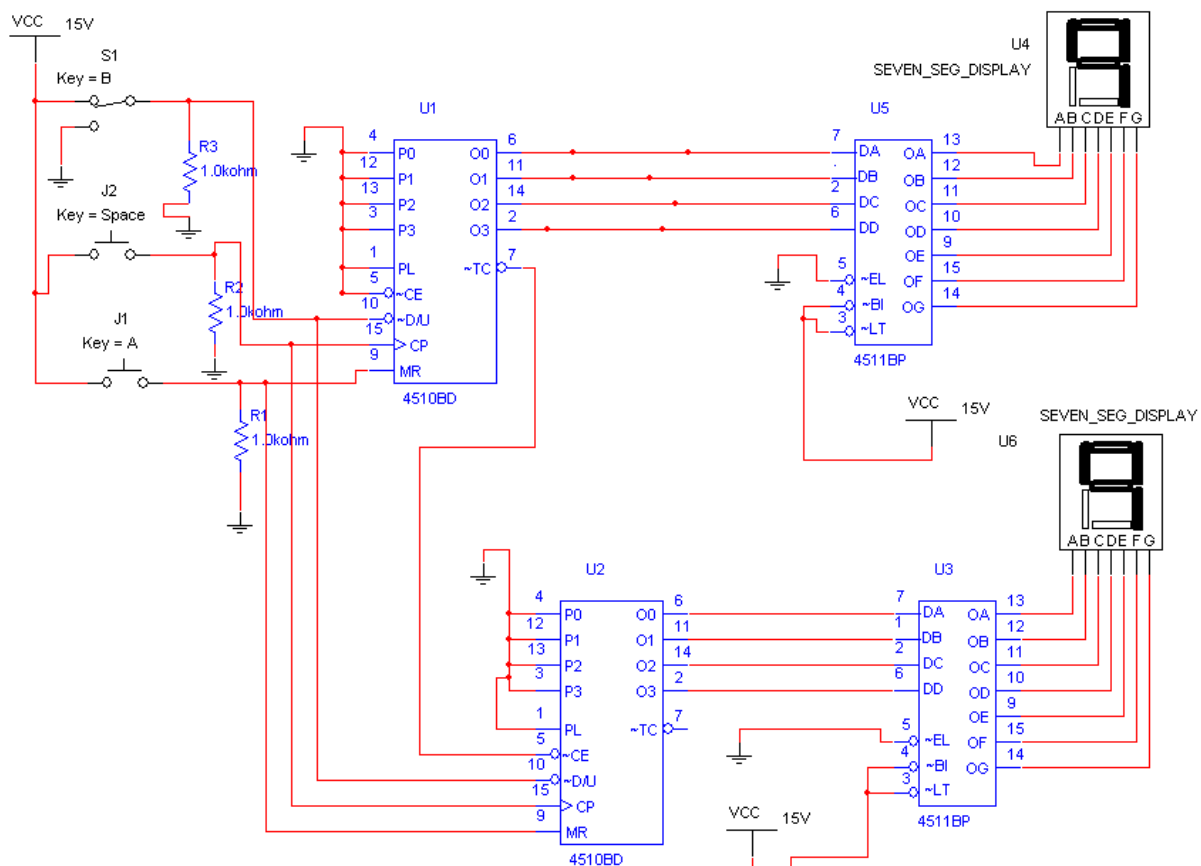 VCC 15V
S1
Key = B
R3
1.0kohm
J2
Key = Space
R2
1.0kohm
J1
Key = A
R1
1.0kohm
U1
4 P0 O0 6
12 P1 O1 11
13 P2 O2 14
3 P3 O3 2
1 PL ~TC 7
5 ~CE
10 ~D/U
15 CP
9 MR
4510BD
U5
7 DA OA 13
DB OB 12
2 DC OC 11
6 DD OD 10
OE 9
5 ~EL OF 15
4 ~BI OG 14
3 ~LT
4511BP
U4
SEVEN_SEG_DISPLAY
A B C D E F G
VCC 15V
SEVEN_SEG_DISPLAY
U6
A B C D E F G
U2
4 P0 O0 6
12 P1 O1 11
13 P2 O2 14
3 P3 O3 2
1 PL ~TC 7
5 ~CE
10 ~D/U
15 CP
9 MR
4510BD
U3
7 DA OA 13
1 DB OB 12
2 DC OC 11
6 DD OD 10
OE 9
5 ~EL OF 15
4 ~BI OG 14
3 ~LT
4511BP
VCC 15V